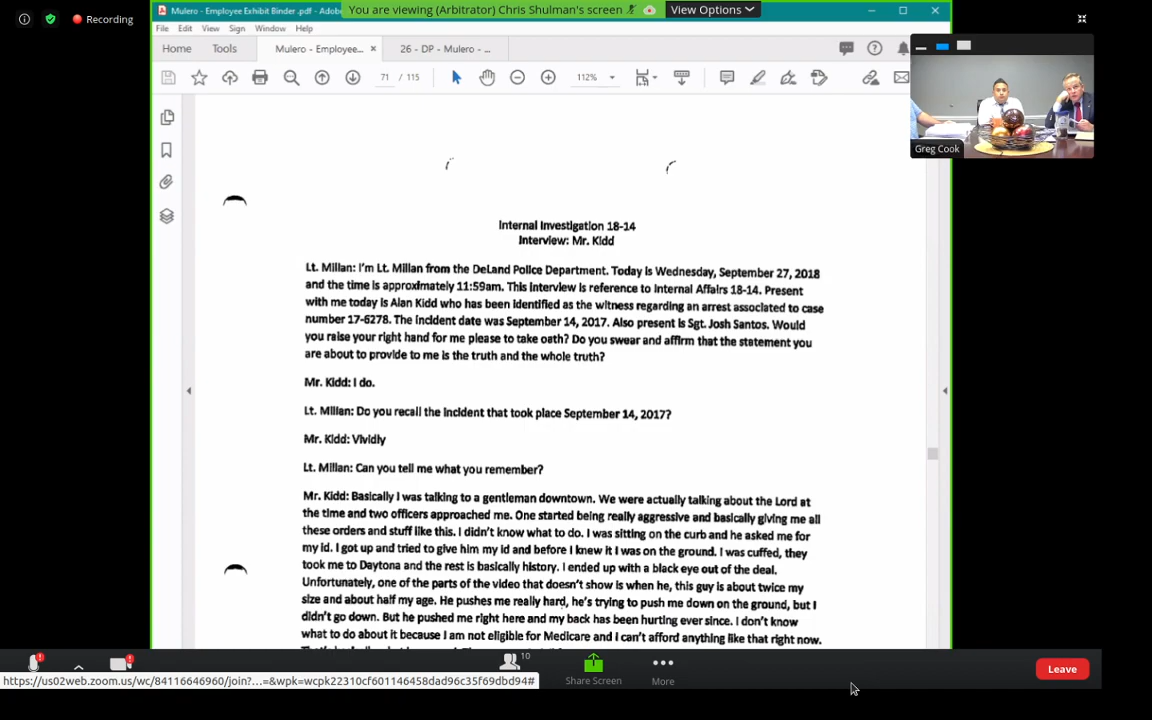 Recording
You are viewing (Arbitrator) Chris Shulman's screen
View Options
Mulero - Employee Exhibit Binder .pdf - Adob
File Edit View Sign Window Help
Home Tools Mulero - Employee... × 26 - DP - Mulero - ...
71 / 115 112%
Greg Cook
Internal Investigation 18-14
Interview: Mr. Kidd
Lt. Millan: I'm Lt. Millan from the DeLand Police Department. Today is Wednesday, September 27, 2018
and the time is approximately 11:59am. This interview is reference to Internal Affairs 18-14. Present
with me today is Alan Kidd who has been identified as the witness regarding an arrest associated to case
number 17-6278. The incident date was September 14, 2017. Also present is Sgt. Josh Santos. Would
you raise your right hand for me please to take oath? Do you swear and affirm that the statement you
are about to provide to me is the truth and the whole truth?
Mr. Kidd: I do.
Lt. Millan: Do you recall the incident that took place September 14, 2017?
Mr. Kidd: Vividly
Lt. Millan: Can you tell me what you remember?
Mr. Kidd: Basically I was talking to a gentleman downtown. We were actually talking about the Lord at
the time and two officers approached me. One started being really aggressive and basically giving me all
these orders and stuff like this. I didn't know what to do. I was sitting on the curb and he asked me for
my id. I got up and tried to give him my id and before I knew it I was on the ground. I was cuffed, they
took me to Daytona and the rest is basically history. I ended up with a black eye out of the deal.
Unfortunately, one of the parts of the video that doesn't show is when he, this guy is about twice my
size and about half my age. He pushes me really hard, he's trying to push me down on the ground, but I
didn't go down. But he pushed me right here and my back has been hurting ever since. I don't know
what to do about it because I am not eligible for Medicare and I can't afford anything like that right now.
10
Share Screen
More
Leave
https://us02web.zoom.us/wc/84116646960/join?...=&wpk=wcpk22310cf601146458dad96c35f69dbd94#